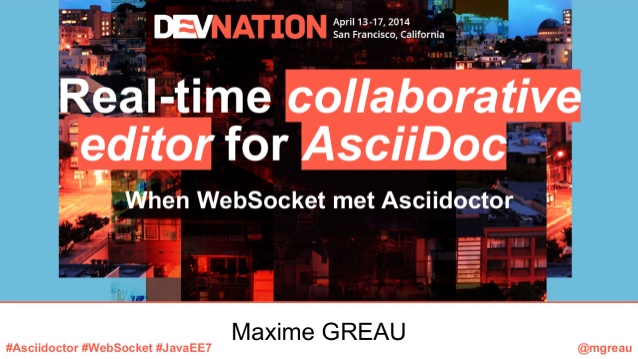 DEVNATION
April 13-17, 2014
San Francisco, California
Real-time collaborative
editor for AsciiDoc
When WebSocket met Asciidoctor
Maxime GREAU
#Asciidoctor #WebSocket #JavaEE7
@mgreau